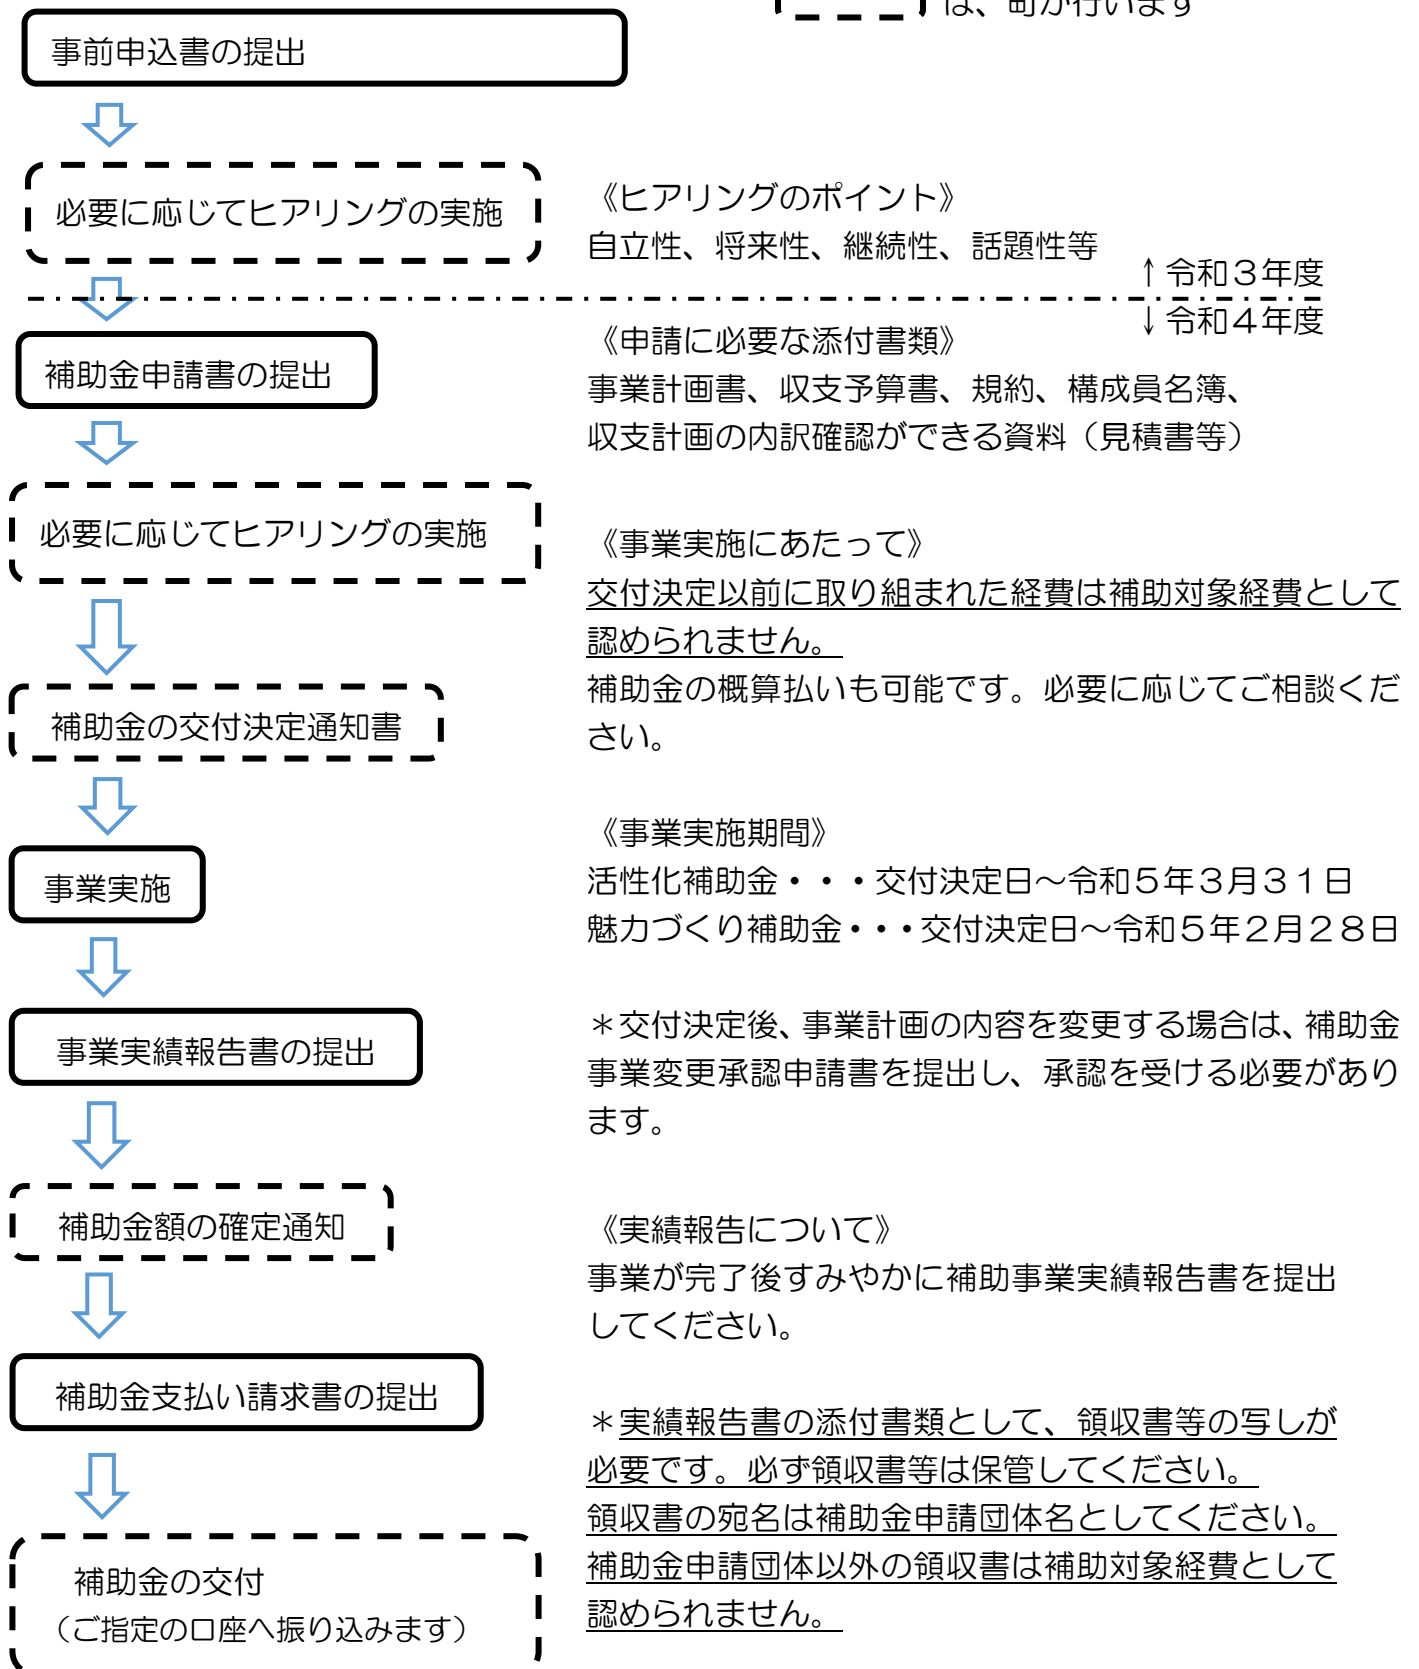 は、町が行います
事前申込書の提出
必要に応じてヒアリングの実施
《ヒアリングのポイント》
自立性、将来性、継続性、話題性等
↑令和３年度
↓令和４年度
補助金申請書の提出
《申請に必要な添付書類》
事業計画書、収支予算書、規約、構成員名簿、
収支計画の内訳確認ができる資料（見積書等）
必要に応じてヒアリングの実施
《事業実施にあたって》
交付決定以前に取り組まれた経費は補助対象経費として
認められません。
補助金の概算払いも可能です。必要に応じてご相談くだ
さい。
補助金の交付決定通知書
《事業実施期間》
活性化補助金・・・交付決定日～令和５年３月３１日
魅力づくり補助金・・・交付決定日～令和５年２月２８日
事業実施
＊交付決定後、事業計画の内容を変更する場合は、補助金
事業変更承認申請書を提出し、承認を受ける必要があり
ます。
事業実績報告書の提出
補助金額の確定通知
《実績報告について》
事業が完了後すみやかに補助事業実績報告書を提出
してください。
補助金支払い請求書の提出
＊実績報告書の添付書類として、領収書等の写しが
必要です。必ず領収書等は保管してください。
領収書の宛名は補助金申請団体名としてください。
補助金申請団体以外の領収書は補助対象経費として
認められません。
補助金の交付
（ご指定の口座へ振り込みます）